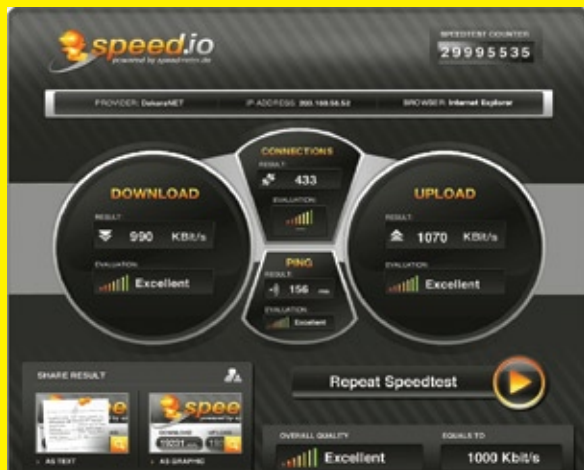 speed.io
powered by speedmeter.de
SPEEDTEST COUNTER
29995535
PROVIDER: DekaraNET IP-ADDRESS: 203.189.56.52 BROWSER: Internet Explorer
CONNECTIONS
RESULT:
433
EVALUATION:
DOWNLOAD
RESULT:
990 KBit/s
EVALUATION:
Excellent
UPLOAD
RESULT:
1070 KBit/s
EVALUATION:
Excellent
PING
RESULT:
156 ms
EVALUATION:
Excellent
SHARE RESULT
AS TEXT
AS GRAPHIC
Repeat Speedtest
OVERALL QUALITY
Excellent
EQUALS TO
1000 Kbit/s